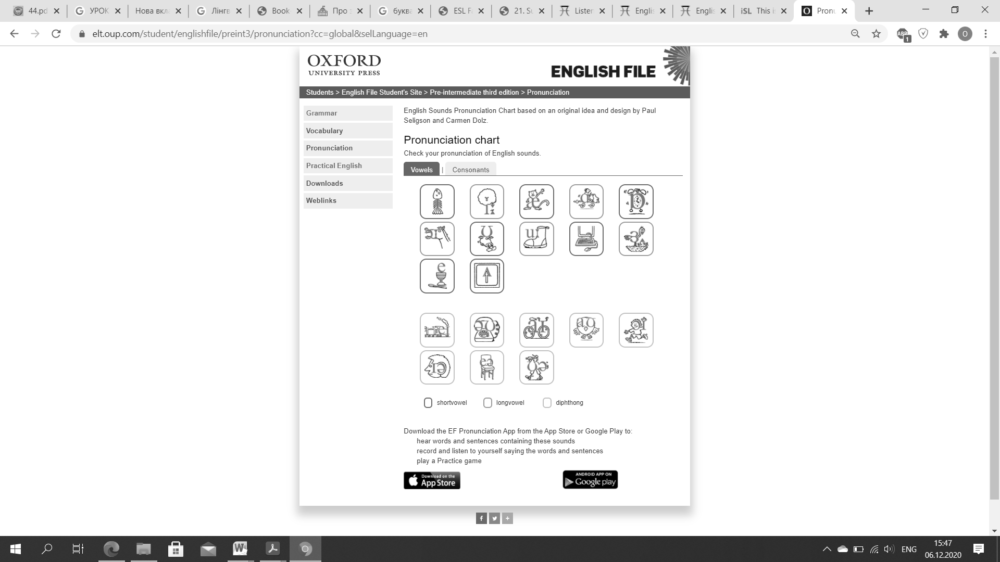 44.pd
УРОК
Нова вкл
Лінгв
Book
Про
букв
ESL F
21. S
Listen
Englis
Englis
iSL This i
Pron
elt.oup.com/student/englishfile/preint3/pronunciation?cc=global&selLanguage=en
ABP
1
O
OXFORD
UNIVERSITY PRESS
ENGLISH FILE
Students > English File Student's Site > Pre-intermediate third edition > Pronunciation
Grammar
Vocabulary
Pronunciation
Practical English
Downloads
Weblinks
English Sounds Pronunciation Chart based on an original idea and design by Paul
Seligson and Carmen Dolz.
Pronunciation chart
Check your pronunciation of English sounds.
Vowels | Consonants
æ
ʊ uː
e ʌ
eɪ əʊ aɪ aʊ ɔɪ
ɪə eə ʊə
shortvowel longvowel diphthong
Download the EF Pronunciation App from the App Store or Google Play to:
hear words and sentences containing these sounds
record and listen to yourself saying the words and sentences
play a Practice game
Download on the
App Store
ANDROID APP ON
Google play
ENG
15:47
06.12.2020